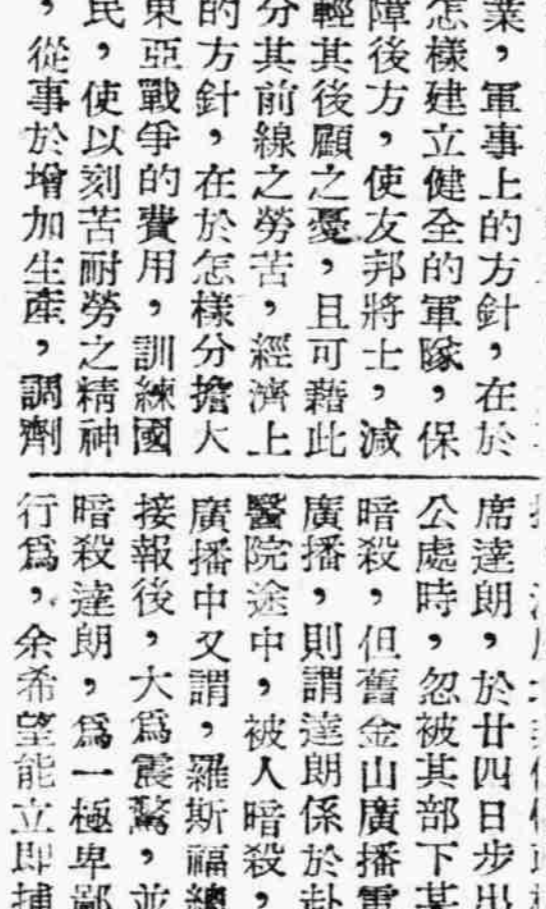 業，軍事上的方針，在於
怎樣建立健全的軍隊，保
障後方，使友邦將士，減
輕其後顧之憂，且可藉此
分其前線之勞苦，經濟上
的方針，在於怎樣分擔大
東亞戰爭的費用，訓練國
民，使以刻苦耐勞之精神
，從事於增加生產，調劑
席達朗，於廿四日步出
公處時，忽被其部下某
暗殺，但舊金山廣播電
廣播，則謂達朗係於赴
醫院途中，被人暗殺，
廣播中又謂，羅斯福總
接報後，大爲震驚，並
暗殺達朗，爲一極卑鄙
行爲，余希望能立即捕